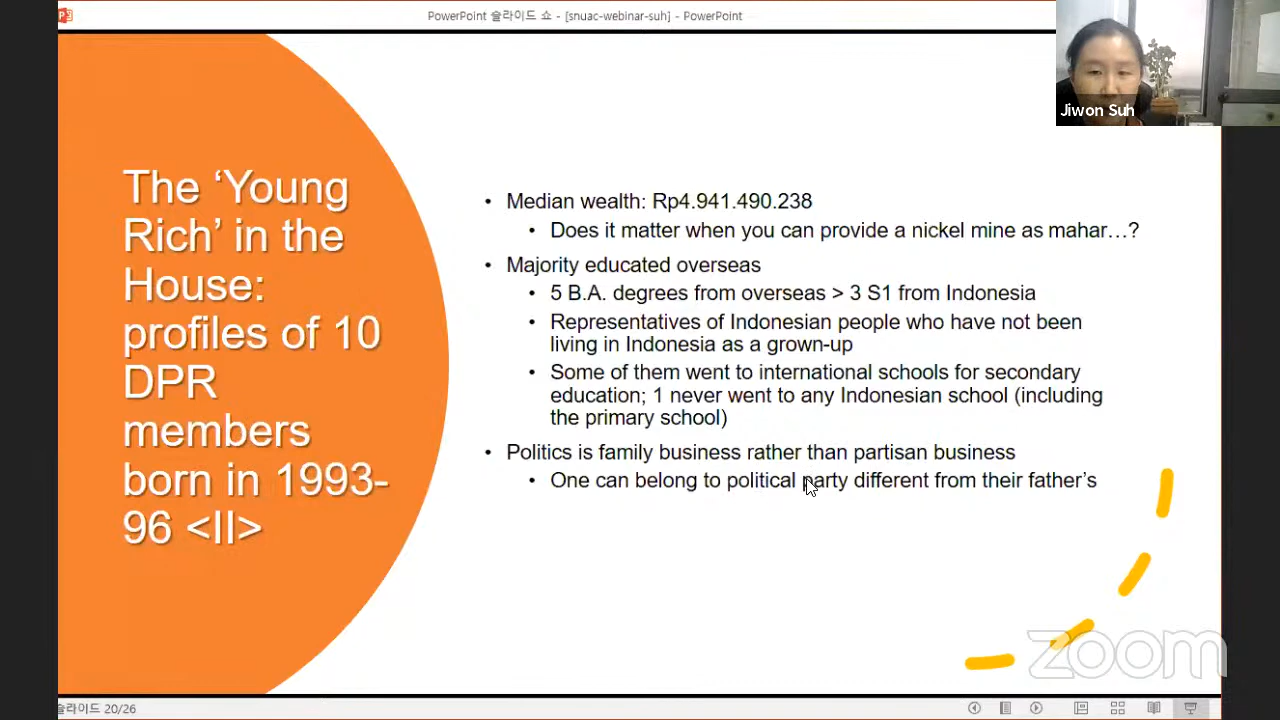 PowerPoint 슬라이드 쇼 - [snuac-webinar-suh] - PowerPoint
Jiwon Suh
The ‘Young
Rich’ in the
House:
profiles of 10
DPR
members
born in 1993-
96 <II>
• Median wealth: Rp4.941.490.238
• Does it matter when you can provide a nickel mine as mahar…?
• Majority educated overseas
• 5 B.A. degrees from overseas > 3 S1 from Indonesia
• Representatives of Indonesian people who have not been
living in Indonesia as a grown-up
• Some of them went to international schools for secondary
education; 1 never went to any Indonesian school (including
the primary school)
• Politics is family business rather than partisan business
• One can belong to political party different from their father’s
zoom
슬라이드 20/26